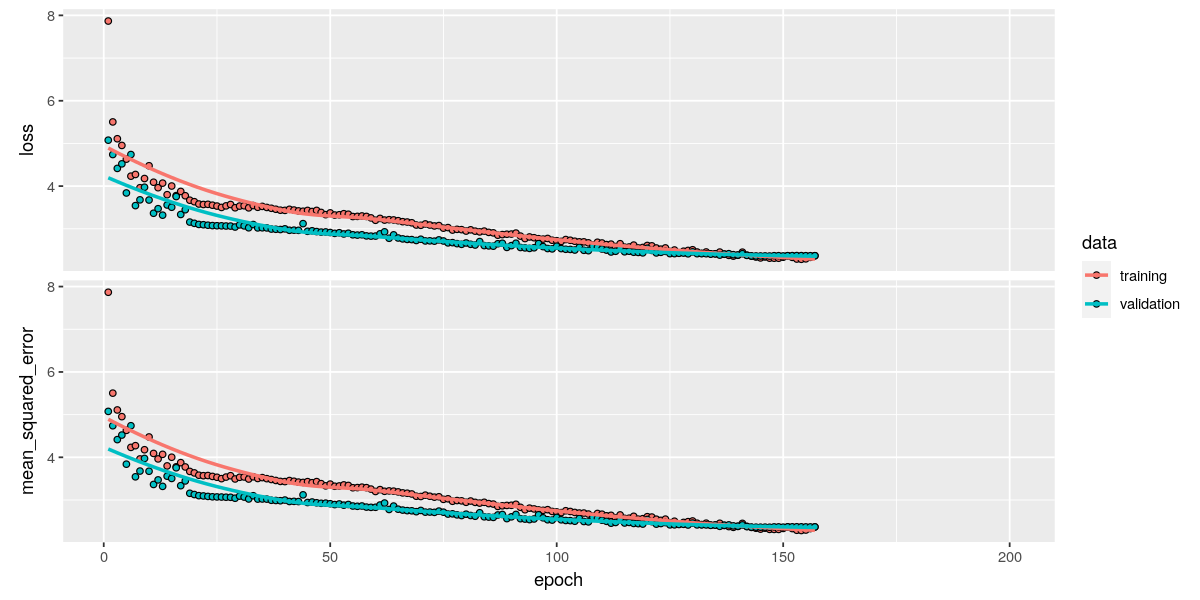 8
6
4
loss
8
6
4
mean_squared_error
0 50 100 150 200
epoch
data
training
validation